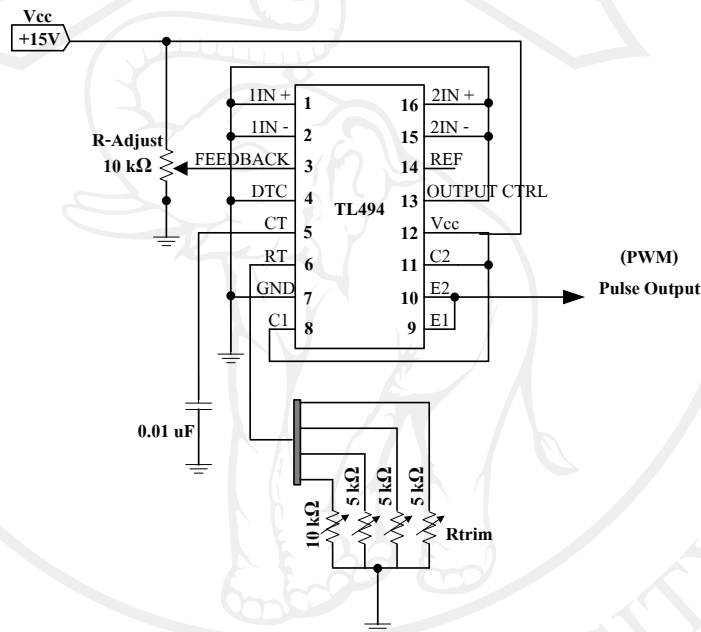 Vcc
+15V
1IN +
1
16
2IN +
1IN -
2
15
2IN -
R-Adjust
10 kΩ
FEEDBACK
3
14
REF
DTC
4
13
OUTPUT CTRL
TL494
CT
5
12
Vcc
RT
6
11
C2
GND
7
10
E2
C1
8
9
E1
(PWM)
Pulse Output
0.01 uF
10 kΩ
5 kΩ
5 kΩ
5 kΩ
Rtrim